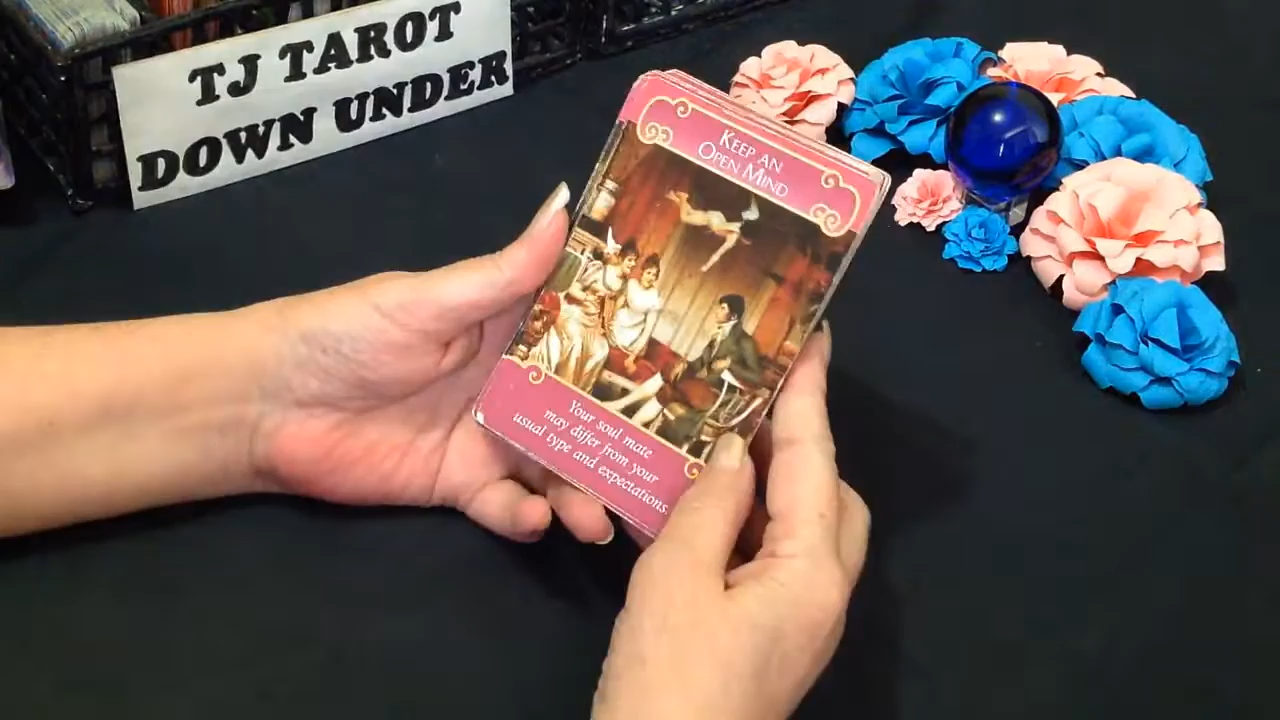 TJ TAROT
DOWN UNDER
KEEP AN
OPEN MIND
Your soul mate
may differ from your
usual type and expectations.